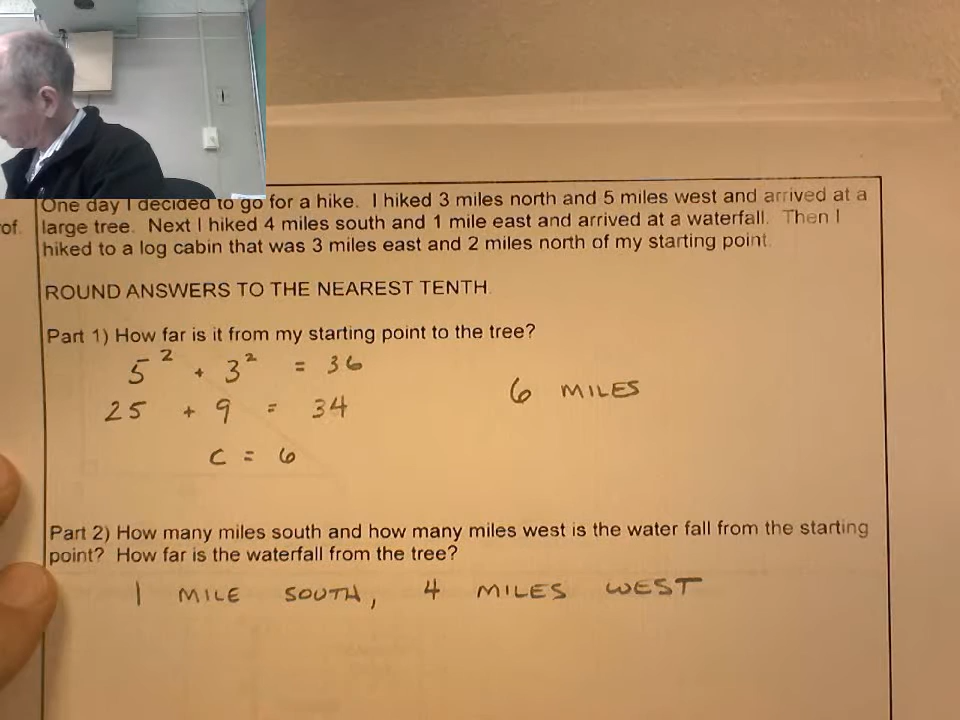 One day I decided to go for a hike. I hiked 3 miles north and 5 miles west and arrived at a
of. large tree. Next I hiked 4 miles south and 1 mile east and arrived at a waterfall. Then I
hiked to a log cabin that was 3 miles east and 2 miles north of my starting point.
ROUND ANSWERS TO THE NEAREST TENTH.
Part 1) How far is it from my starting point to the tree?
5² + 3² = 36
25 + 9 = 34
6 MILES
C = 6
Part 2) How many miles south and how many miles west is the water fall from the starting
point? How far is the waterfall from the tree?
1 MILE SOUTH, 4 MILES WEST